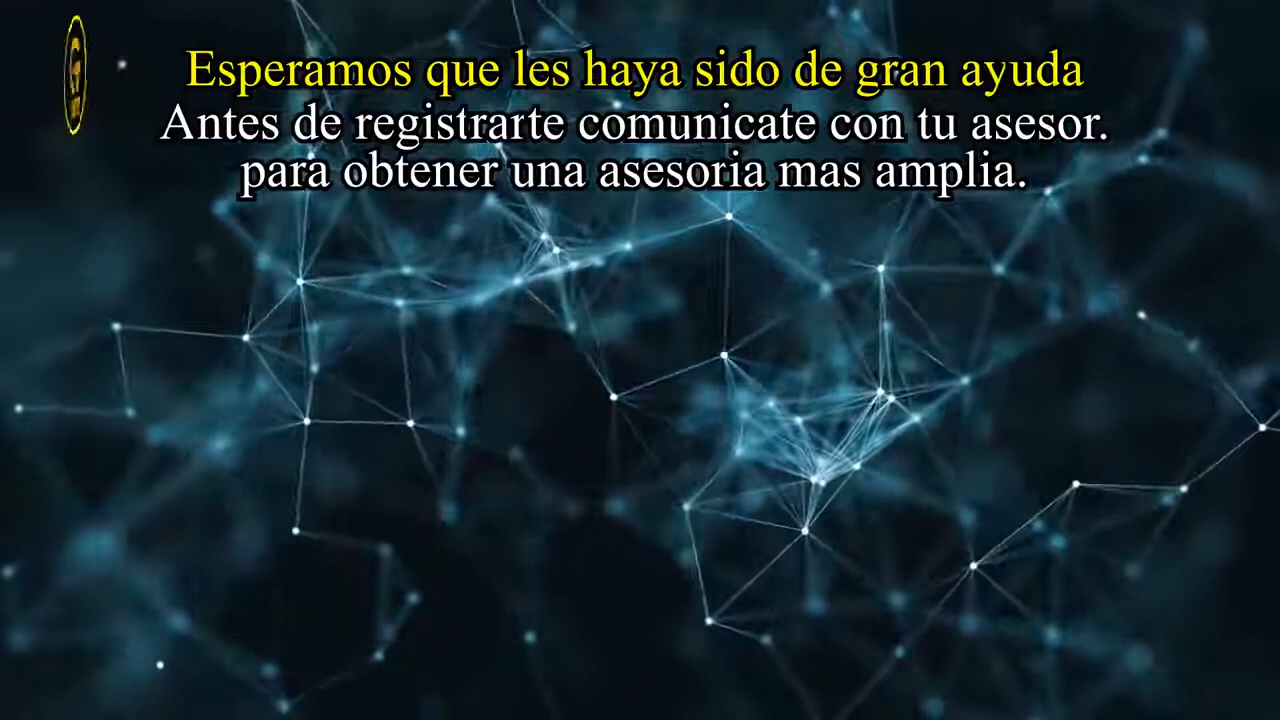 Esperamos que les haya sido de gran ayuda
Antes de registrarte comunicate con tu asesor.
para obtener una asesoria mas amplia.